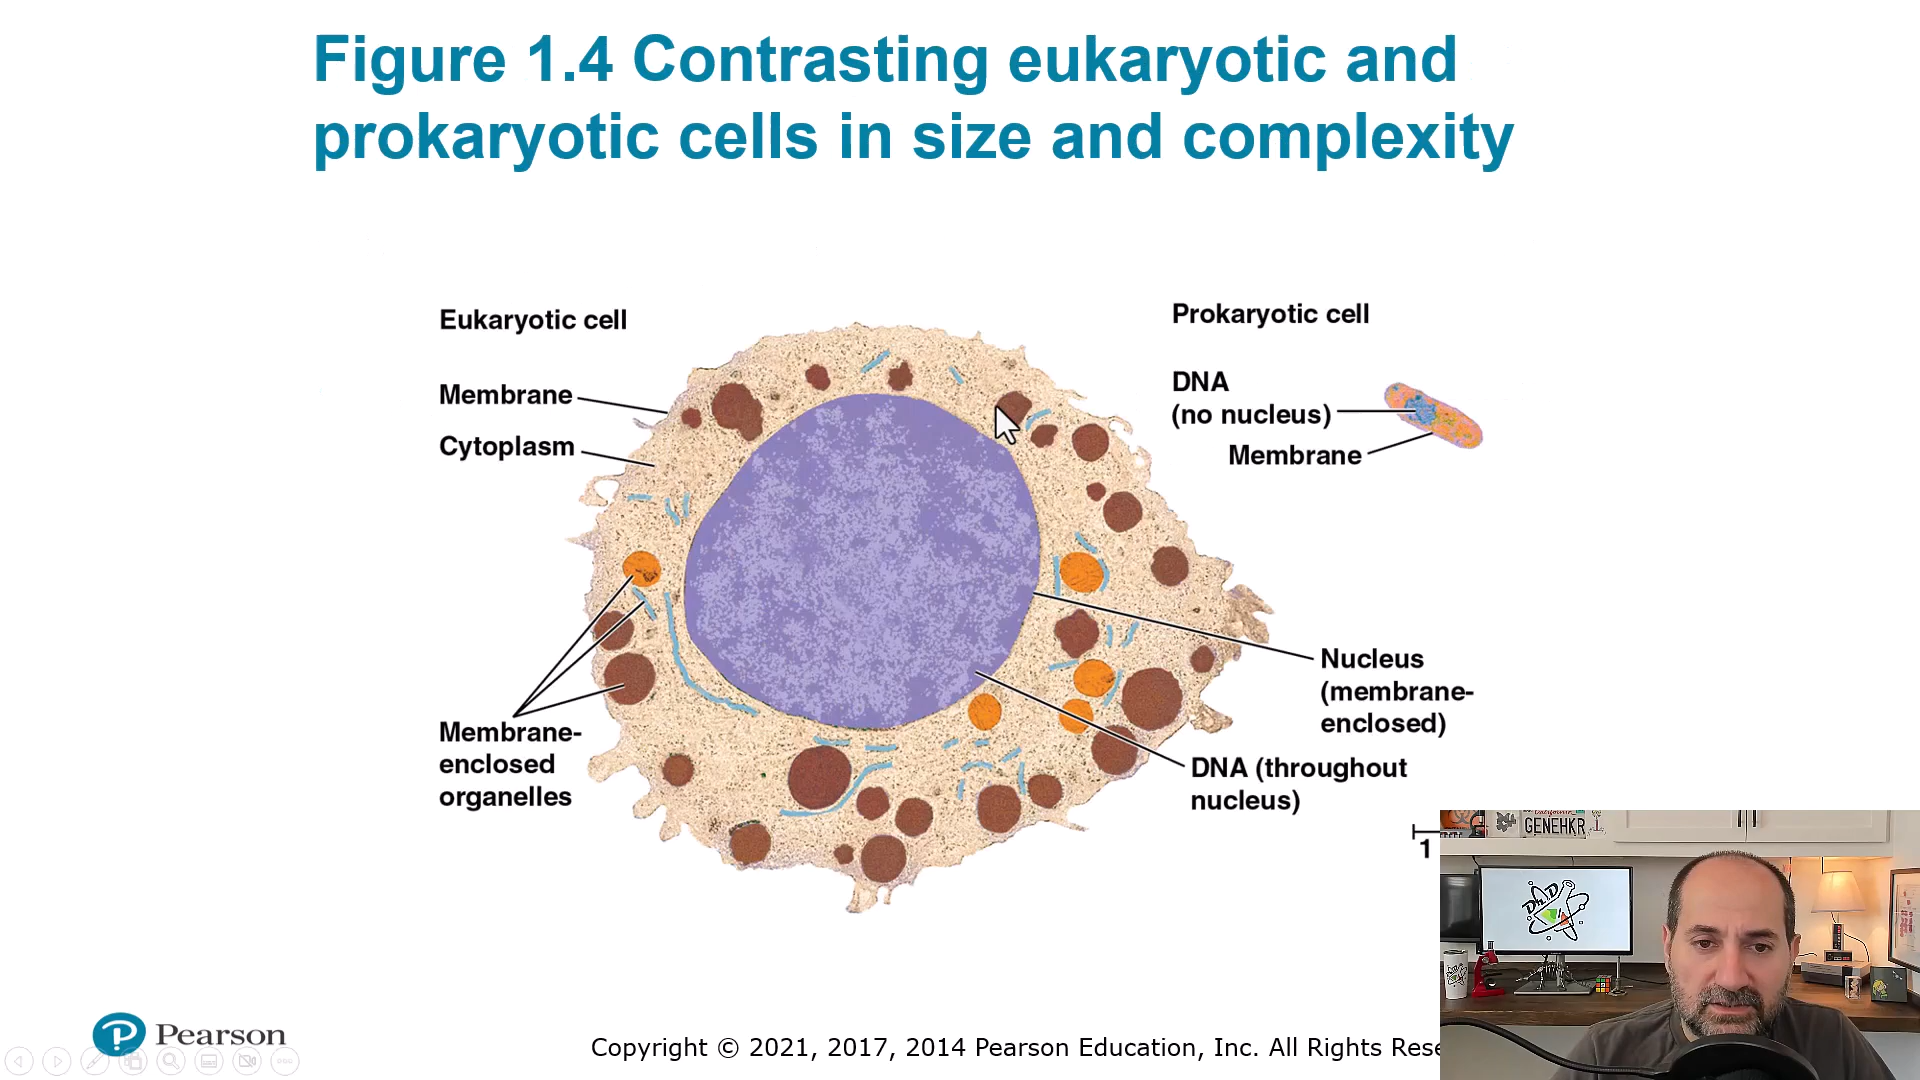 Figure 1.4 Contrasting eukaryotic and
prokaryotic cells in size and complexity
Eukaryotic cell
Membrane
Cytoplasm
Membrane-
enclosed
organelles
Prokaryotic cell
DNA
(no nucleus)
Membrane
Nucleus
(membrane-
enclosed)
DNA (throughout
nucleus)
1
GENEHKR
Pearson
Copyright © 2021, 2017, 2014 Pearson Education, Inc. All Rights Rese